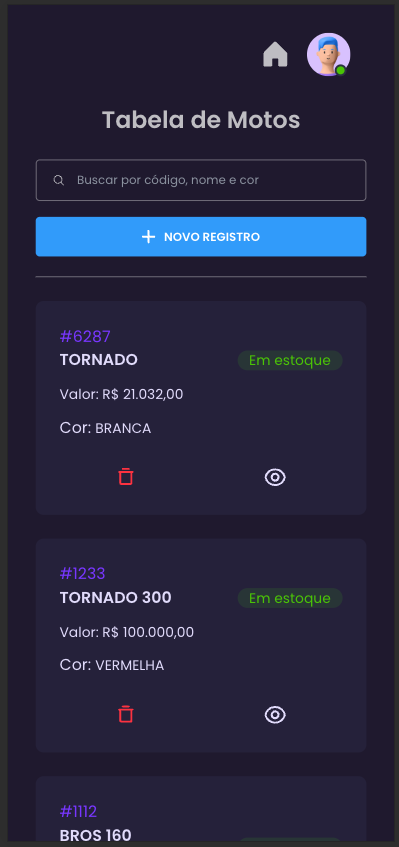 Tabela de Motos
Buscar por código, nome e cor
NOVO REGISTRO
#6287
TORNADO
Em estoque
Valor: R$ 21.032,00
Cor: BRANCA
#1233
TORNADO 300
Em estoque
Valor: R$ 100.000,00
Cor: VERMELHA
#1112
BROS 160